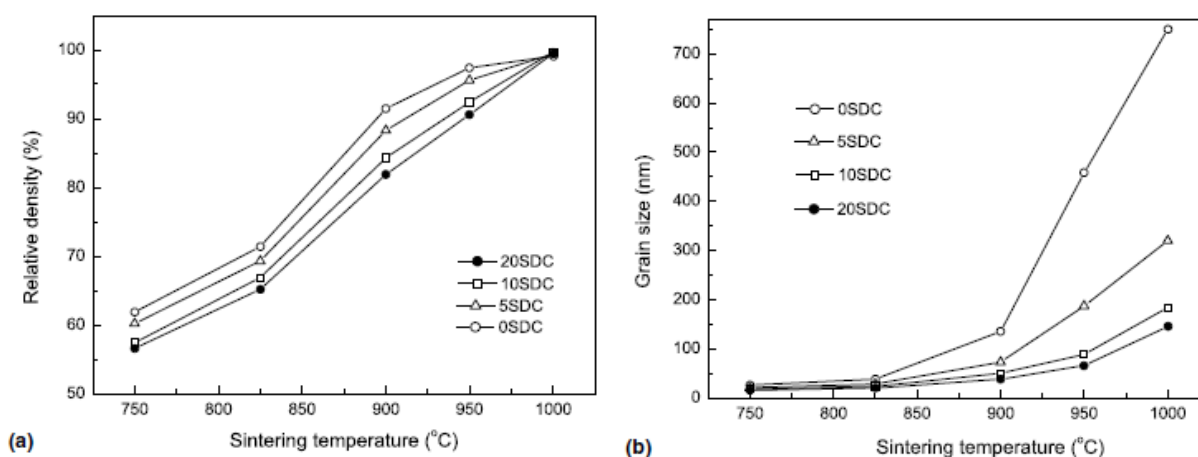 100
90
80
70
60
50
Relative density (%)
20SDC
10SDC
5SDC
0SDC
750 800 850 900 950 1000
Sintering temperature (°C)
(a)
700
600
500
400
300
200
100
0
Grain size (nm)
0SDC
5SDC
10SDC
20SDC
750 800 850 900 950 1000
Sintering temperature (°C)
(b)